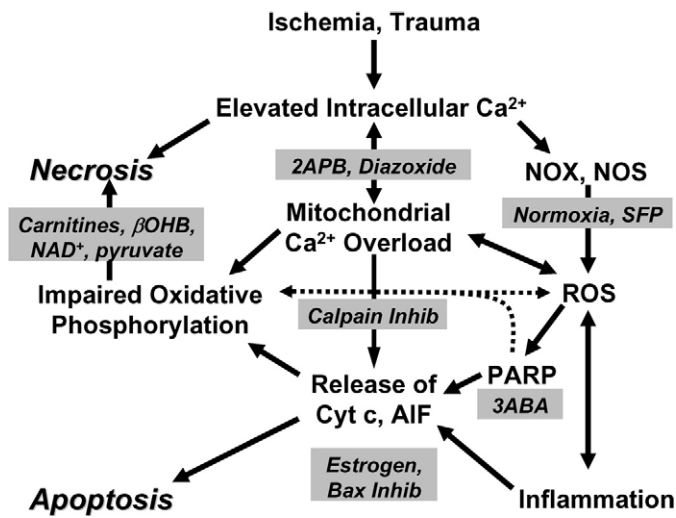 Ischemia, Trauma
Elevated Intracellular Ca²⁺
Necrosis
2APB, Diazoxide
NOX, NOS
Carnitines, βOHB,
NAD⁺, pyruvate
Mitochondrial
Ca²⁺ Overload
Normoxia, SFP
Impaired Oxidative
Phosphorylation
Calpain Inhib
ROS
Release of
Cyt c, AIF
PARP
3ABA
Estrogen,
Bax Inhib
Apoptosis
Inflammation